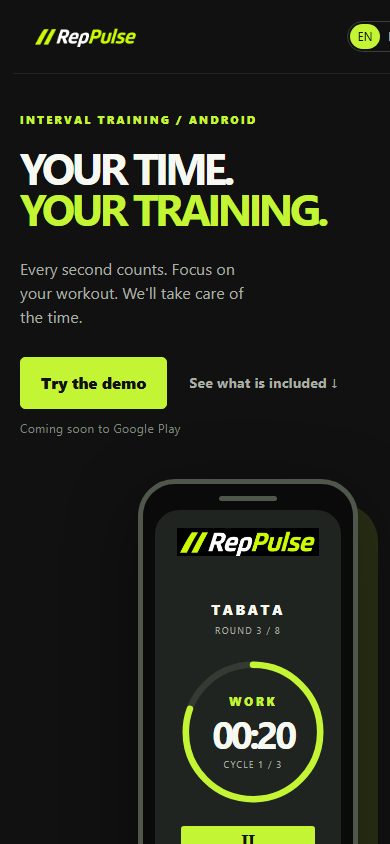 RepPulse
EN
INTERVAL TRAINING / ANDROID
YOUR TIME.
YOUR TRAINING.
Every second counts. Focus on
your workout. We'll take care of
the time.
Try the demo
See what is included ↓
Coming soon to Google Play
RepPulse
TABATA
ROUND 3 / 8
WORK
00:20
CYCLE 1 / 3